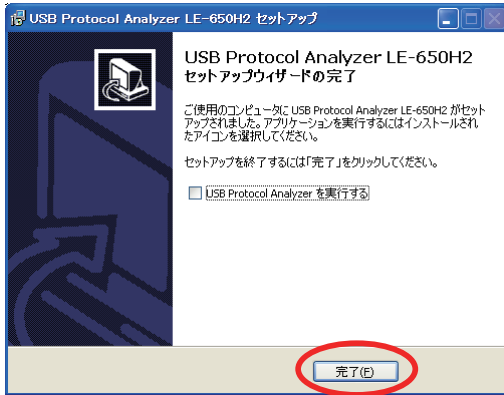 USB Protocol Analyzer LE-650H2 セットアップ
USB Protocol Analyzer LE-650H2
セットアップウィザードの完了
ご使用のコンピュータに USB Protocol Analyzer LE-650H2 がセット
アップされました。アプリケーションを実行するにはインストールされ
たアイコンを選択してください。
セットアップを終了するには「完了」をクリックしてください。
USB Protocol Analyzer を実行する
完了(F)